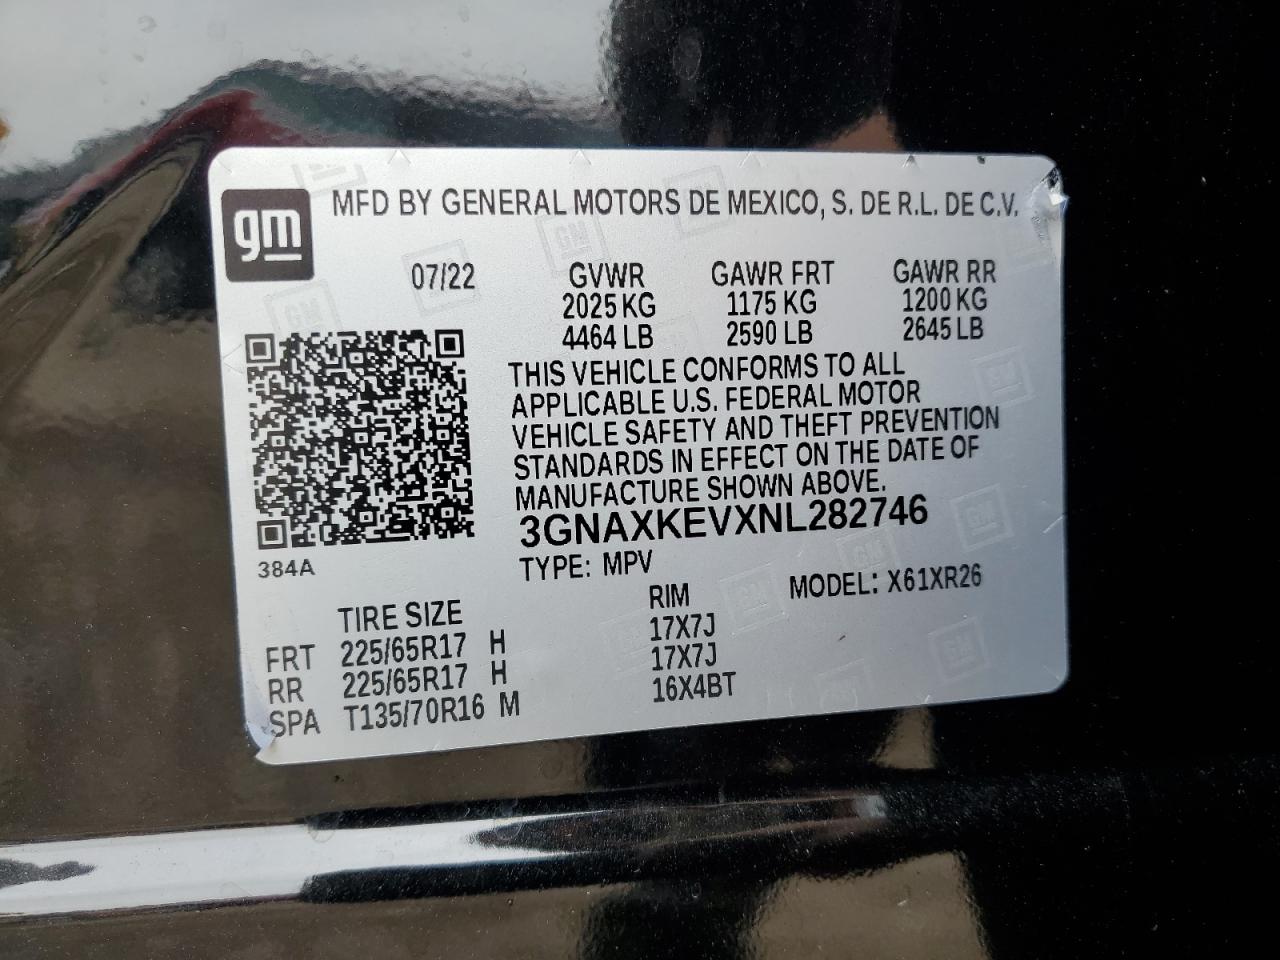 gm
MFD BY GENERAL MOTORS DE MEXICO, S. DE R.L. DE C.V.
07/22 GVWR GAWR FRT GAWR RR
2025 KG 1175 KG 1200 KG
4464 LB 2590 LB 2645 LB
THIS VEHICLE CONFORMS TO ALL
APPLICABLE U.S. FEDERAL MOTOR
VEHICLE SAFETY AND THEFT PREVENTION
STANDARDS IN EFFECT ON THE DATE OF
MANUFACTURE SHOWN ABOVE.
3GNAXKEVXNL282746
384A
TYPE: MPV MODEL: X61XR26
TIRE SIZE RIM
FRT 225/65R17 H 17X7J
RR 225/65R17 H 17X7J
SPA T135/70R16 M 16X4BT